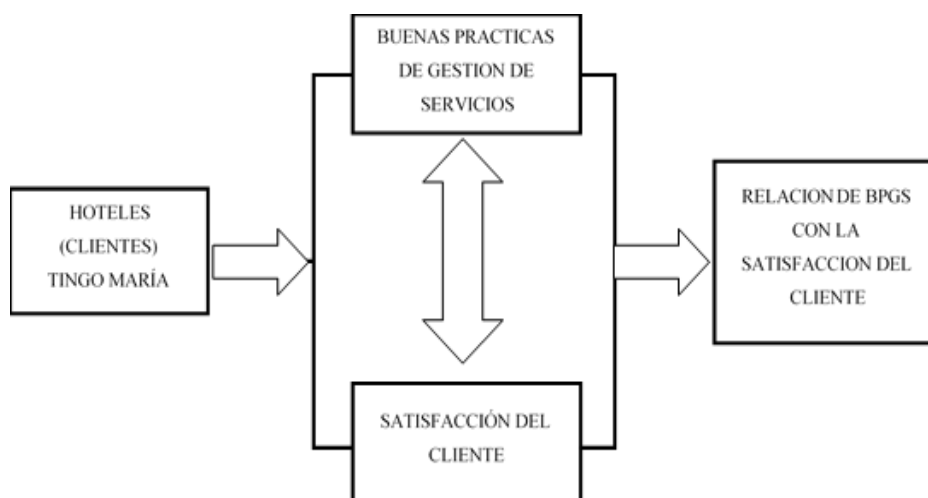 BUENAS PRACTICAS
DE GESTION DE
SERVICIOS
HOTELES
(CLIENTES)
TINGO MARÍA
RELACION DE BPGS
CON LA
SATISFACCION DEL
CLIENTE
SATISFACCIÓN DEL
CLIENTE